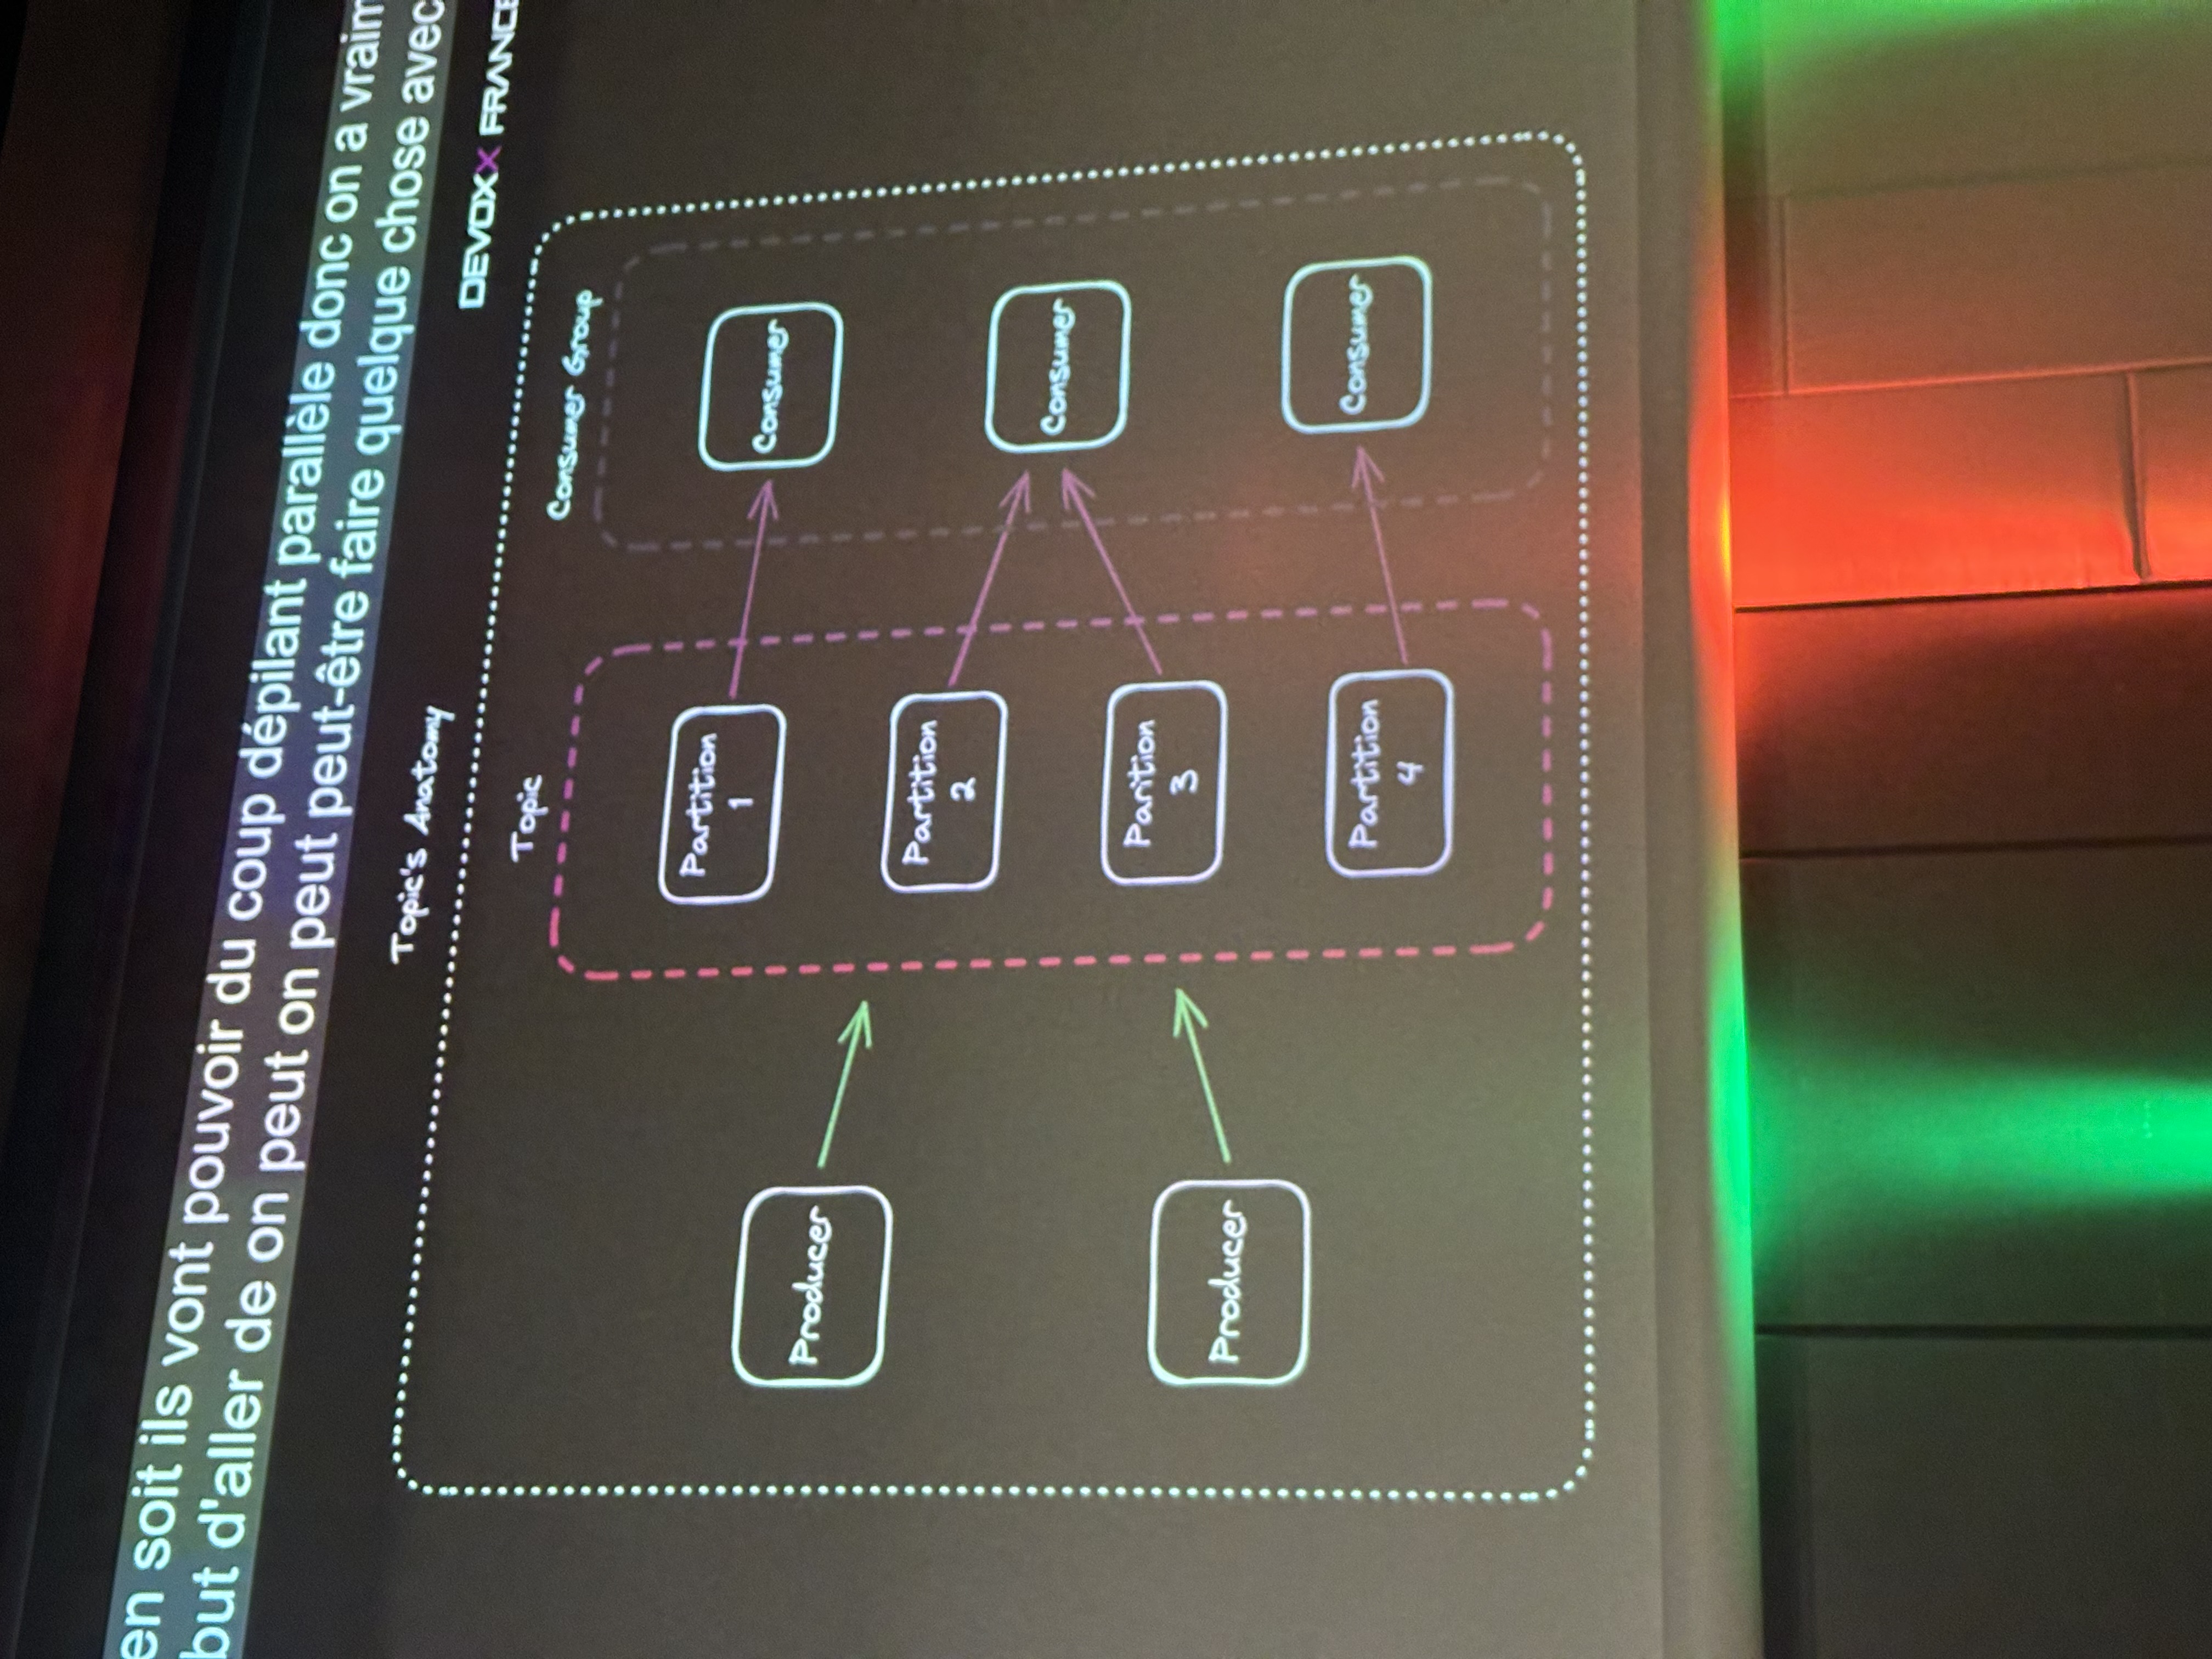 en soit ils vont pouvoir du coup dépilant parallèle donc on a vraim
but d'aller de on peut on peut peut-être faire quelque chose avec
Topic's Anatomy
DEVOXX FRANCE
Topic
Consumer Group
Producer
Producer
Partition
1
Partition
2
Parition
3
Partition
4
Consumer
Consumer
Consumer